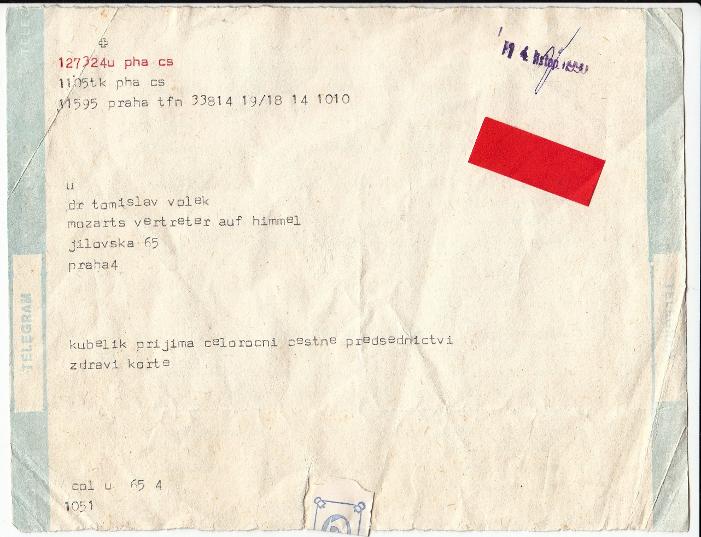 127324u pha cs
1105tk pha cs
11595 praha tfn 33814 19/18 14 1010
u
dr tomislav volek
mozarts vertreter auf himmel
jilovska 65
praha4
TELEGRAM
kubelik prijima celorocni cestne predsednictvi
zdravi korte
col u 65 4
1051